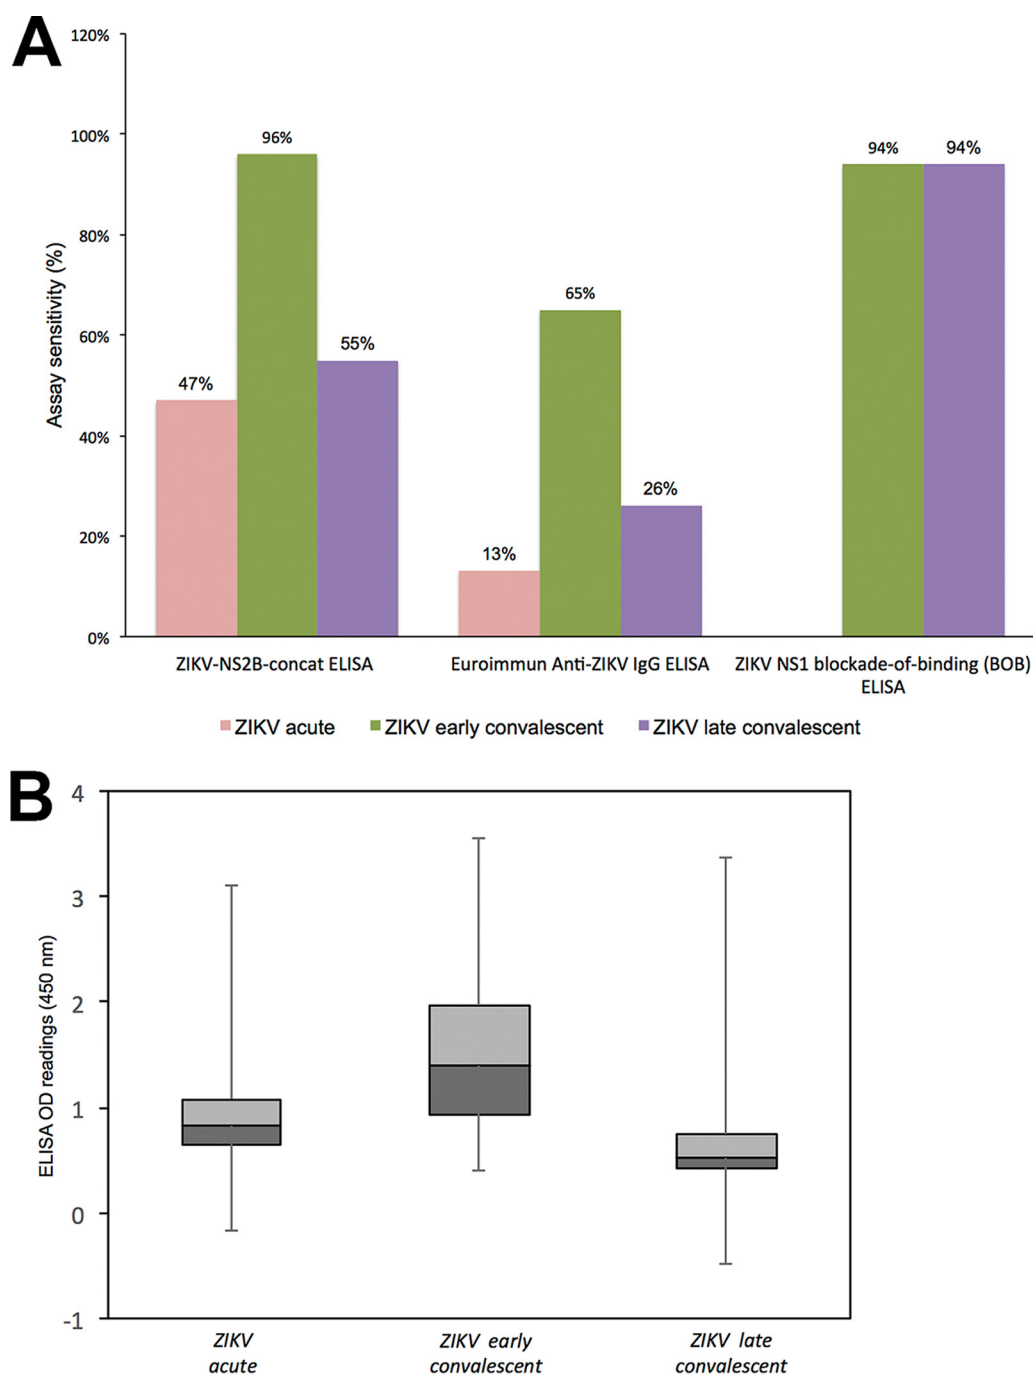 A
120%
100%
80%
60%
40%
20%
0%
Assay sensitivity (%)
47%
96%
55%
13%
65%
26%
94%
94%
ZIKV-NS2B-concat ELISA
Euroimmun Anti-ZIKV IgG ELISA
ZIKV NS1 blockade-of-binding (BOB)
ELISA
ZIKV acute
ZIKV early convalescent
ZIKV late convalescent
B
4
3
2
1
0
-1
ELISA OD readings (450 nm)
ZIKV
acute
ZIKV early
convalescent
ZIKV late
convalescent